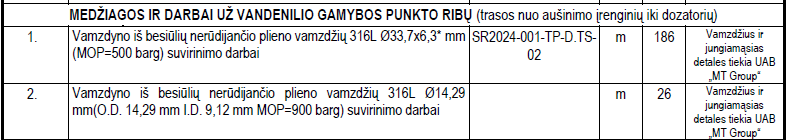 MEDŽIAGOS IR DARBAI UŽ VANDENILIO GAMYBOS PUNKTO RIBŲ (trasos nuo aušinimo įrenginių iki dozatorių)
1. Vamzdyno iš besiūlių nerūdijančio plieno vamzdžių 316L Ø33,7x6,3* mm (MOP=500 barg) suvirinimo darbai
SR2024-001-TP-D.TS-02
m
186
Vamzdžius ir jungiamąsias detales tiekia UAB „MT Group“
2. Vamzdyno iš besiūlių nerūdijančio plieno vamzdžių 316L Ø14,29 mm(O.D. 14,29 mm I.D. 9,12 mm MOP=900 barg) suvirinimo darbai
m
26
Vamzdžius ir jungiamąsias detales tiekia UAB „MT Group“